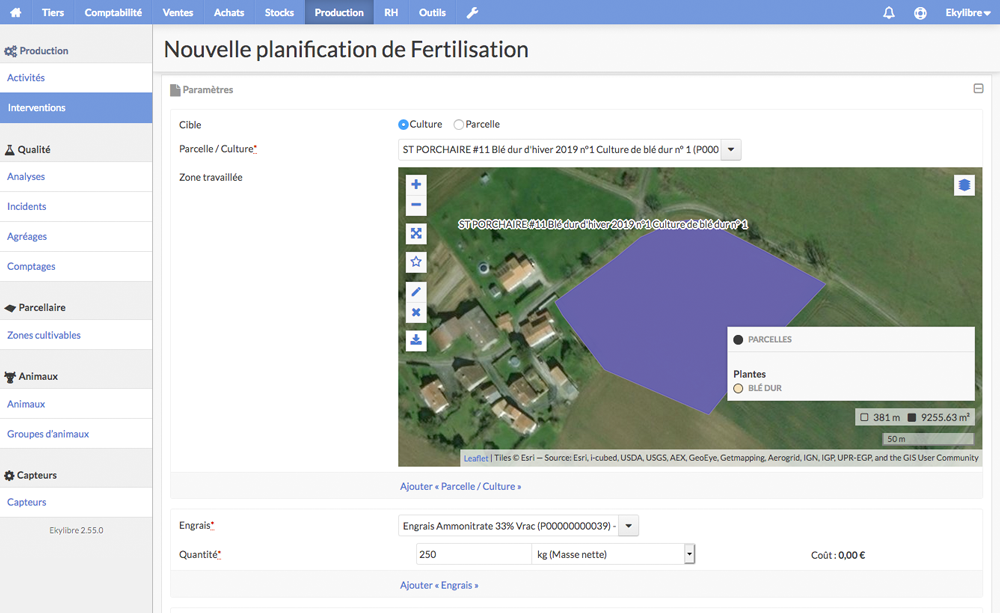 Tiers Comptabilité Ventes Achats Stocks Production RH Outils Ekylibre
Nouvelle planification de Fertilisation
Production
Activités
Interventions
Qualité
Analyses
Incidents
Agréages
Comptages
Parcellaire
Zones cultivables
Animaux
Animaux
Groupes d'animaux
Capteurs
Capteurs
Ekylibre 2.55.0
Paramètres
Cible Culture Parcelle
Parcelle / Culture* ST PORCHAIRE #11 Blé dur d'hiver 2019 n°1 Culture de blé dur n° 1 (P000
Zone travaillée
ST PORCHAIRE #11 Blé dur d'hiver 2019 n°1 Culture de blé dur n° 1
PARCELLES
Plantes
BLÉ DUR
381 m 9255.63 m²
50 m
Leaflet | Tiles © Esri — Source: Esri, i-cubed, USDA, USGS, AEX, GeoEye, Getmapping, Aerogrid, IGN, IGP, UPR-EGP, and the GIS User Community
Ajouter « Parcelle / Culture »
Engrais* Engrais Ammonitrate 33% Vrac (P00000000039) -
Quantité* 250 kg (Masse nette) Coût : 0,00 €
Ajouter « Engrais »